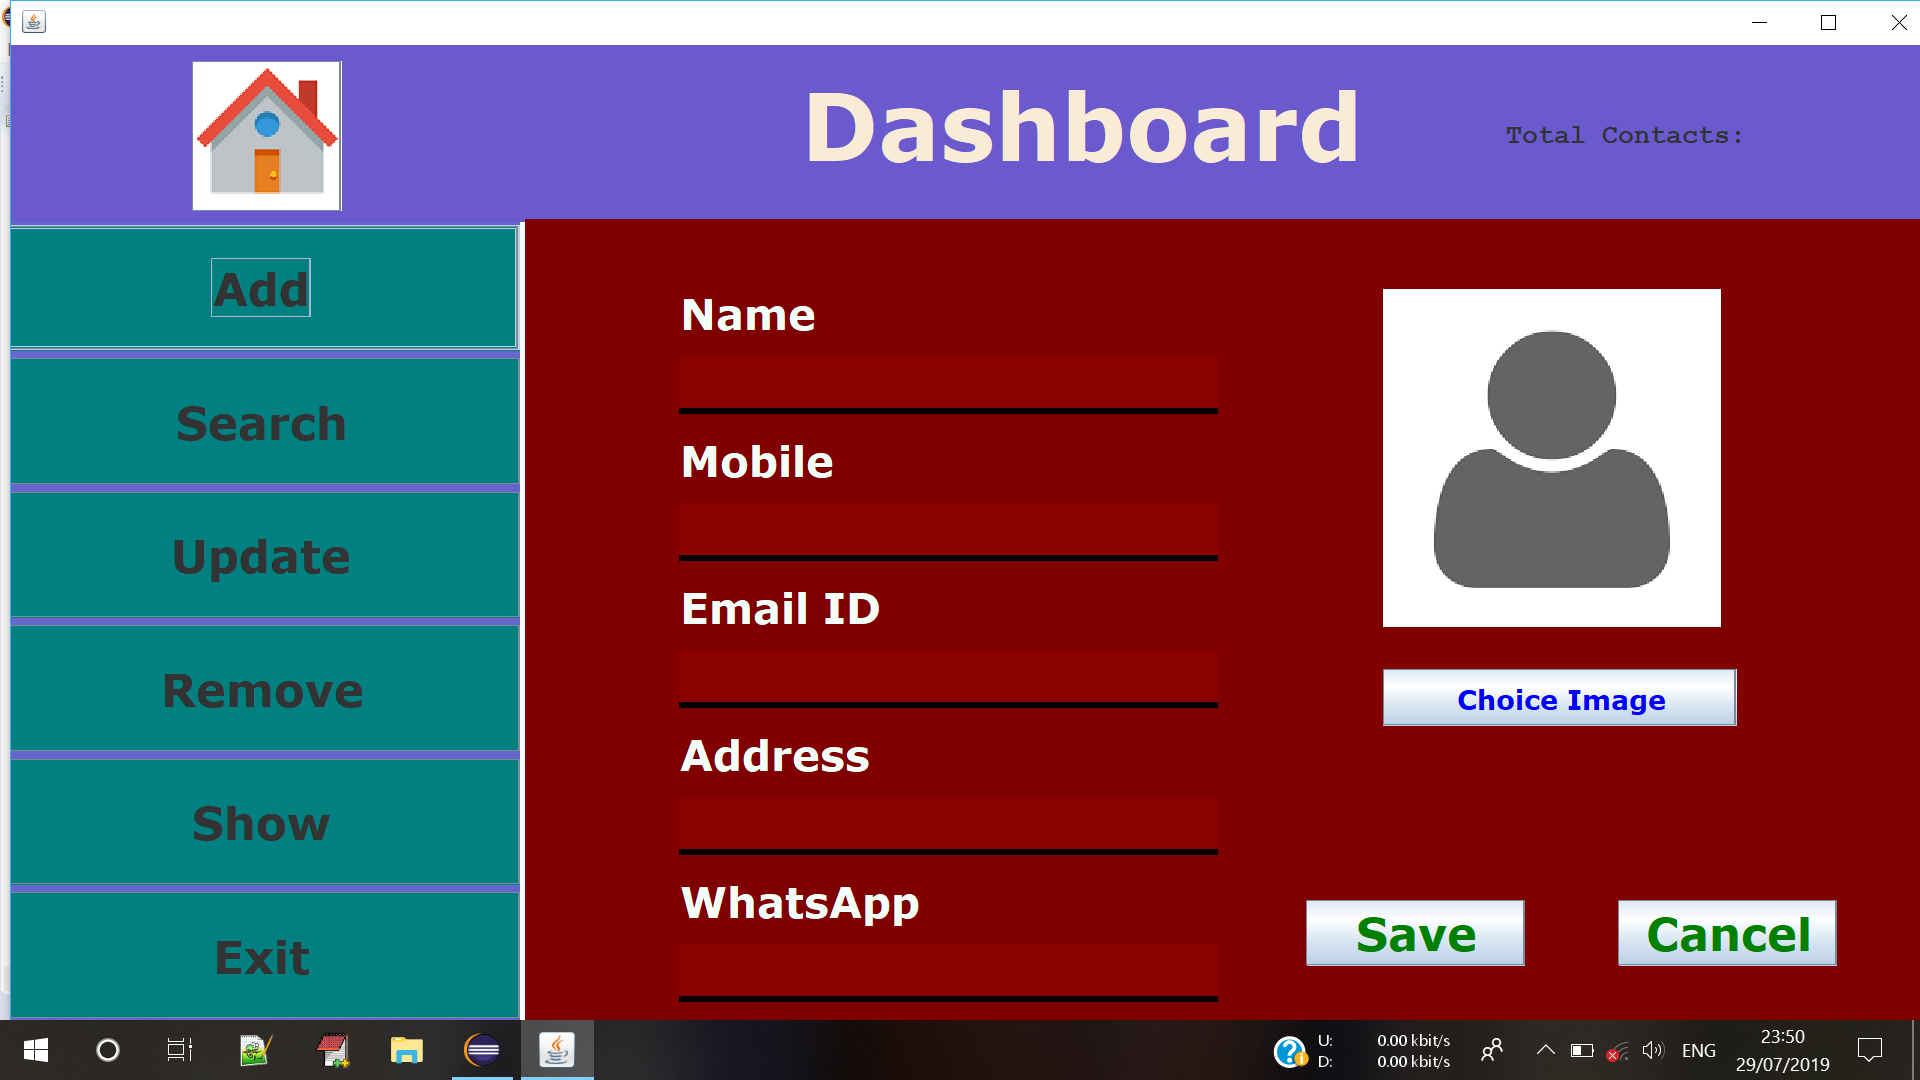 Dashboard
Total Contacts:
Add
Search
Update
Remove
Show
Exit
Name
Mobile
Email ID
Address
WhatsApp
Choice Image
Save
Cancel
U: 0.00 kbit/s
D: 0.00 kbit/s
ENG
23:50
29/07/2019